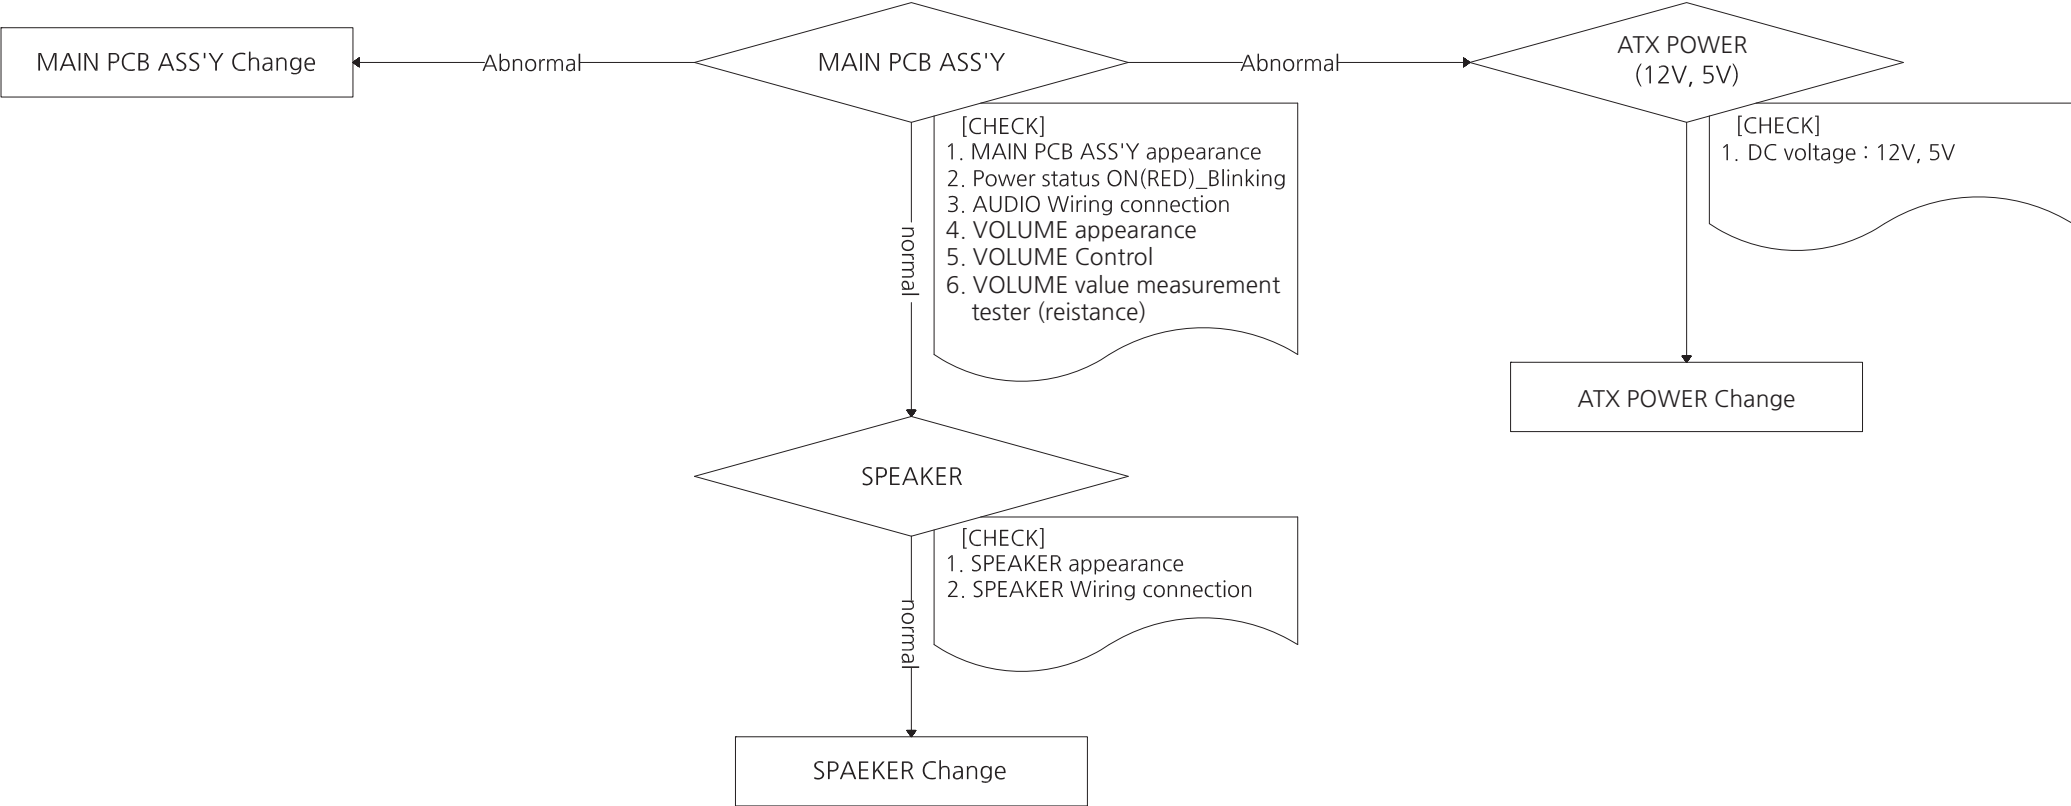 MAIN PCB ASS'Y Change
Abnormal
MAIN PCB ASS'Y
Abnormal
ATX POWER
(12V, 5V)
[CHECK]
1. MAIN PCB ASS'Y appearance
2. Power status ON(RED)_Blinking
3. AUDIO Wiring connection
4. VOLUME appearance
5. VOLUME Control
6. VOLUME value measurement
tester (reistance)
[CHECK]
1. DC voltage : 12V, 5V
normal
ATX POWER Change
SPEAKER
[CHECK]
1. SPEAKER appearance
2. SPEAKER Wiring connection
normal
SPAEKER Change